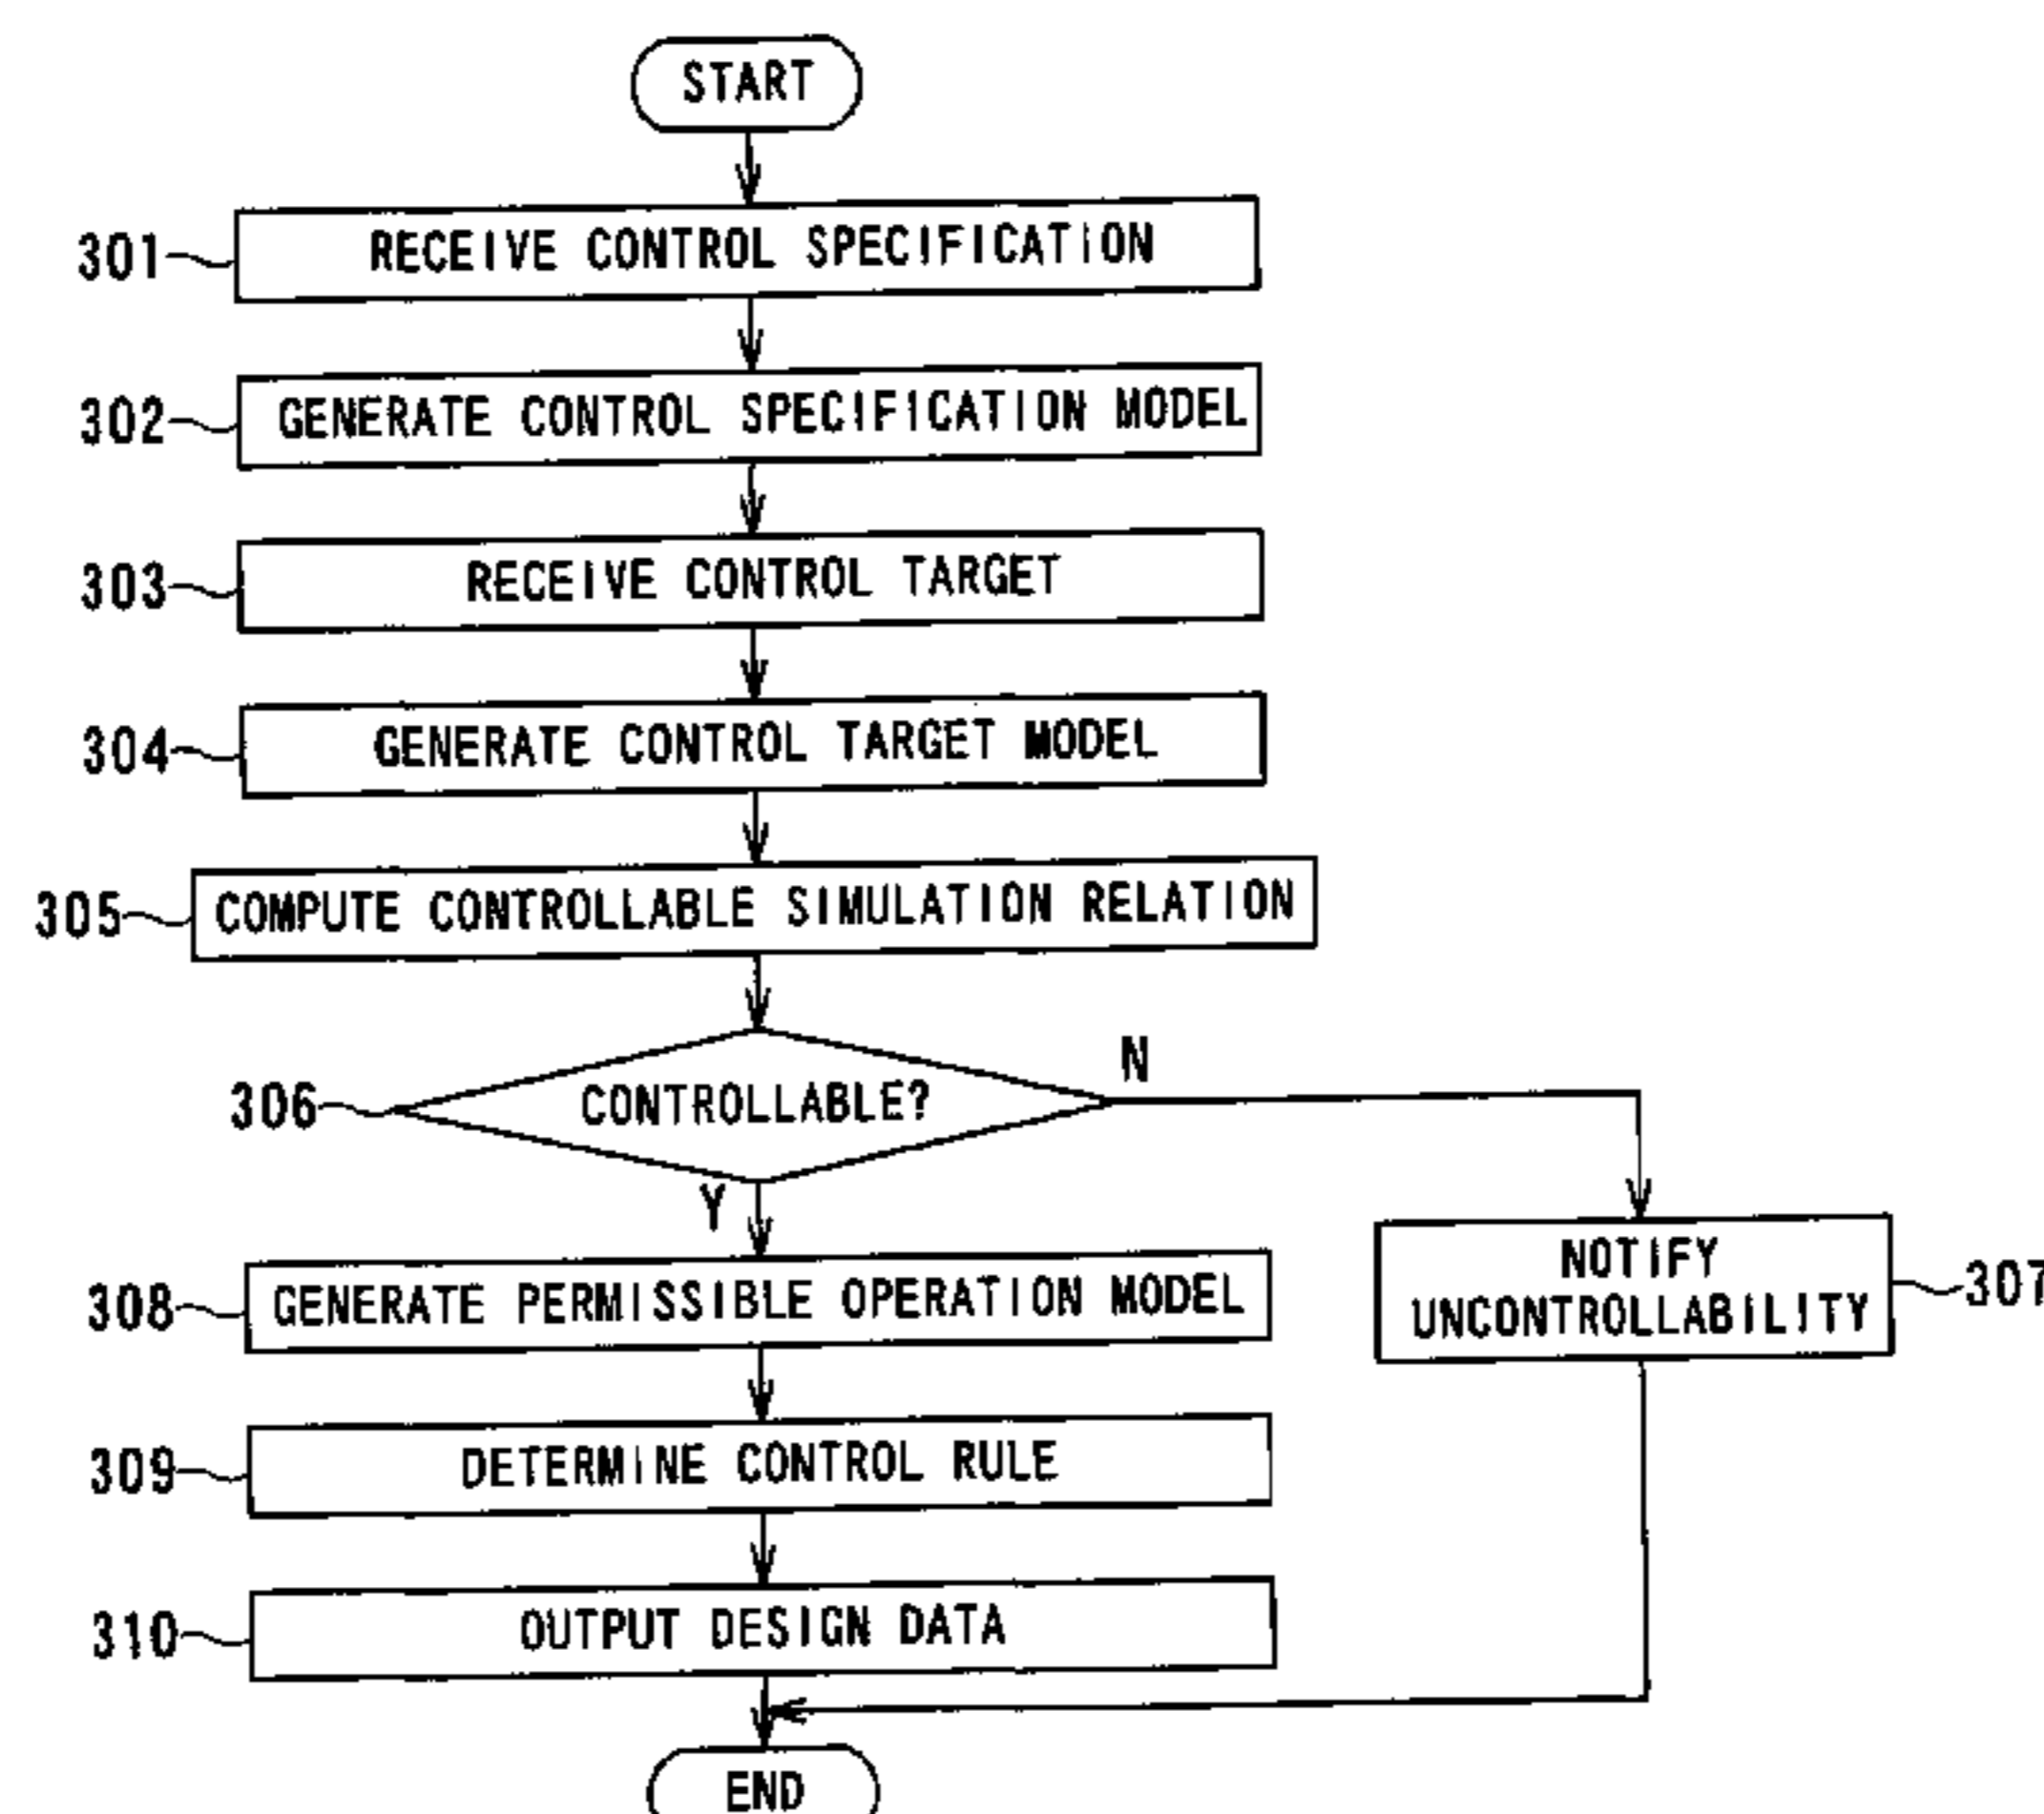 START
301 RECEIVE CONTROL SPECIFICATION
302 GENERATE CONTROL SPECIFICATION MODEL
303 RECEIVE CONTROL TARGET
304 GENERATE CONTROL TARGET MODEL
305 COMPUTE CONTROLLABLE SIMULATION RELATION
306 CONTROLLABLE?
N
Y
NOTIFY
UNCONTROLLABILITY
307
308 GENERATE PERMISSIBLE OPERATION MODEL
309 DETERMINE CONTROL RULE
310 OUTPUT DESIGN DATA
END